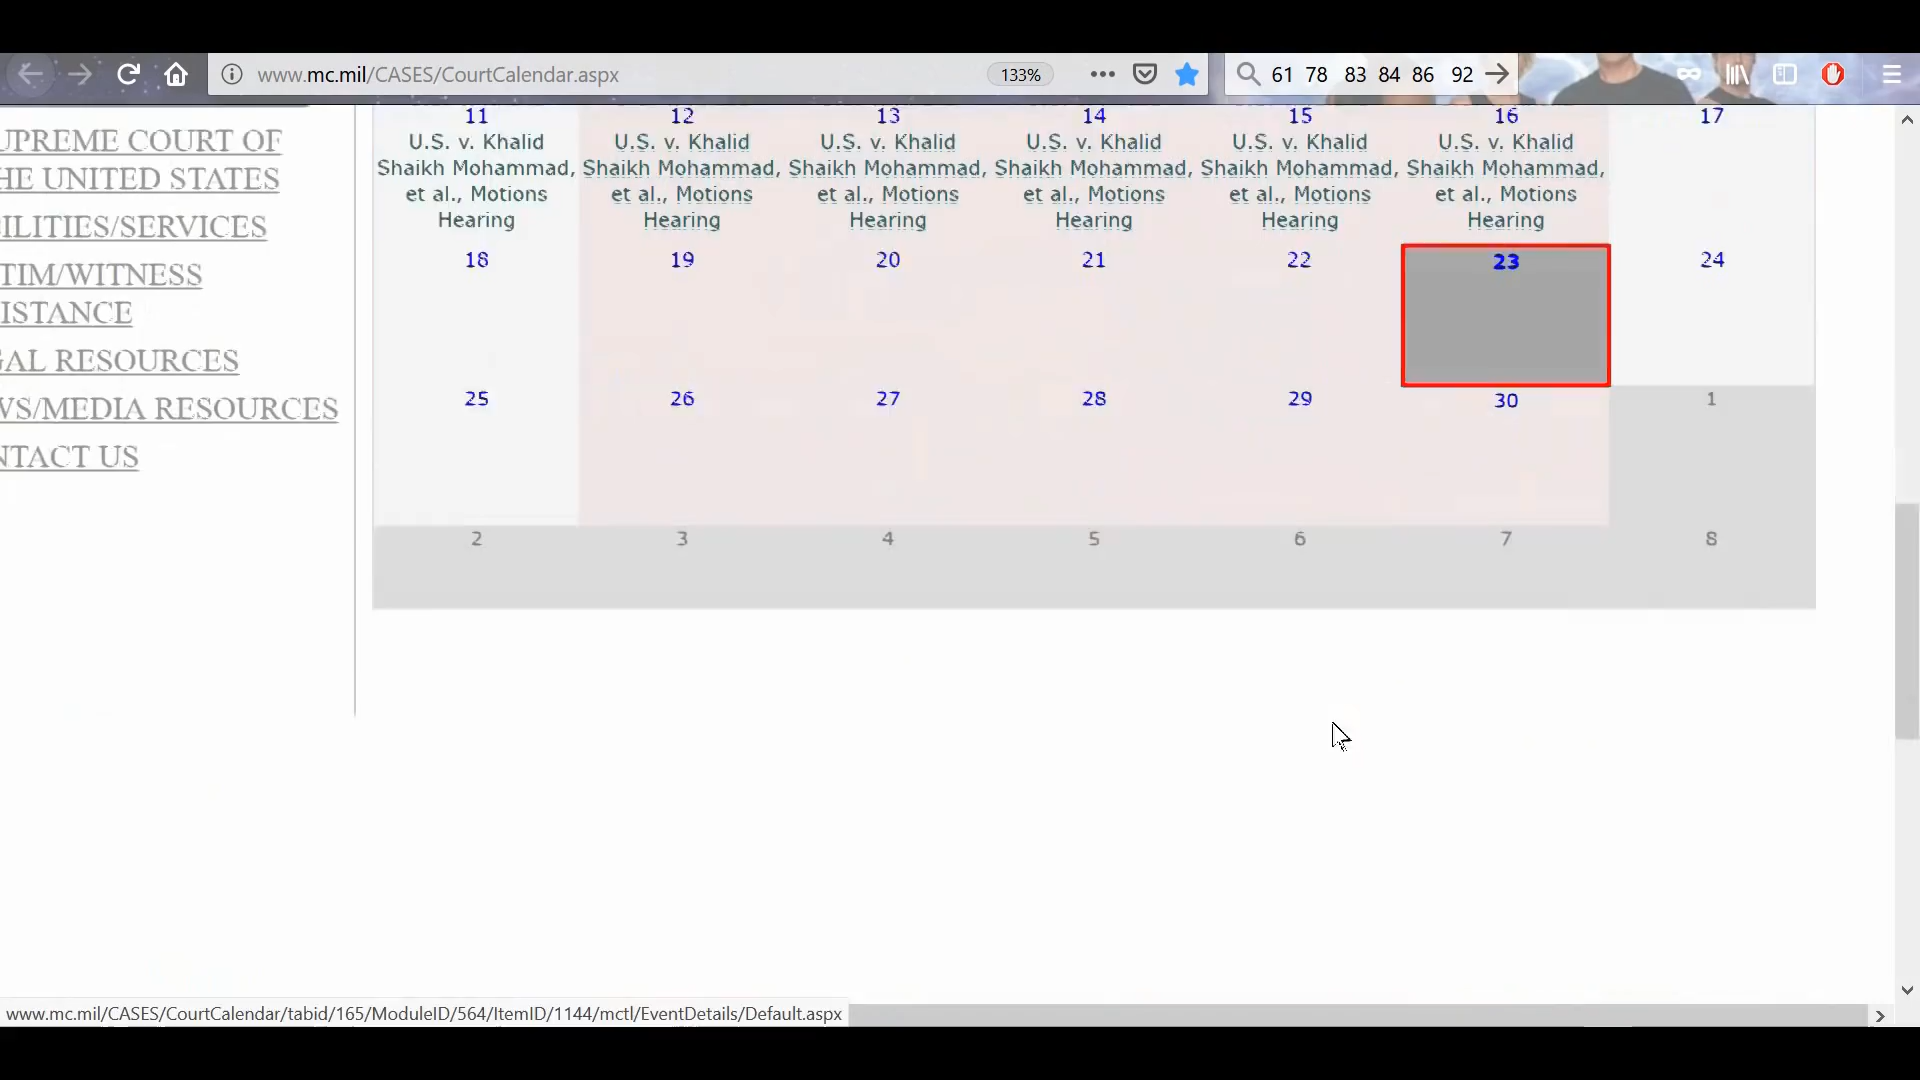 www.mc.mil/CASES/CourtCalendar.aspx 133% 61 78 83 84 86 92
UPREME COURT OF
HE UNITED STATES
ILITIES/SERVICES
TIM/WITNESS
ISTANCE
GAL RESOURCES
WS/MEDIA RESOURCES
NTACT US
11 12 13 14 15 16 17
U.S. v. Khalid U.S. v. Khalid U.S. v. Khalid U.S. v. Khalid U.S. v. Khalid U.S. v. Khalid
Shaikh Mohammad, Shaikh Mohammad, Shaikh Mohammad, Shaikh Mohammad, Shaikh Mohammad, Shaikh Mohammad,
et al., Motions et al., Motions et al., Motions et al., Motions et al., Motions et al., Motions
Hearing Hearing Hearing Hearing Hearing Hearing
18 19 20 21 22 23 24
25 26 27 28 29 30 1
2 3 4 5 6 7 8
www.mc.mil/CASES/CourtCalendar/tabid/165/ModuleID/564/ItemID/1144/mctl/EventDetails/Default.aspx